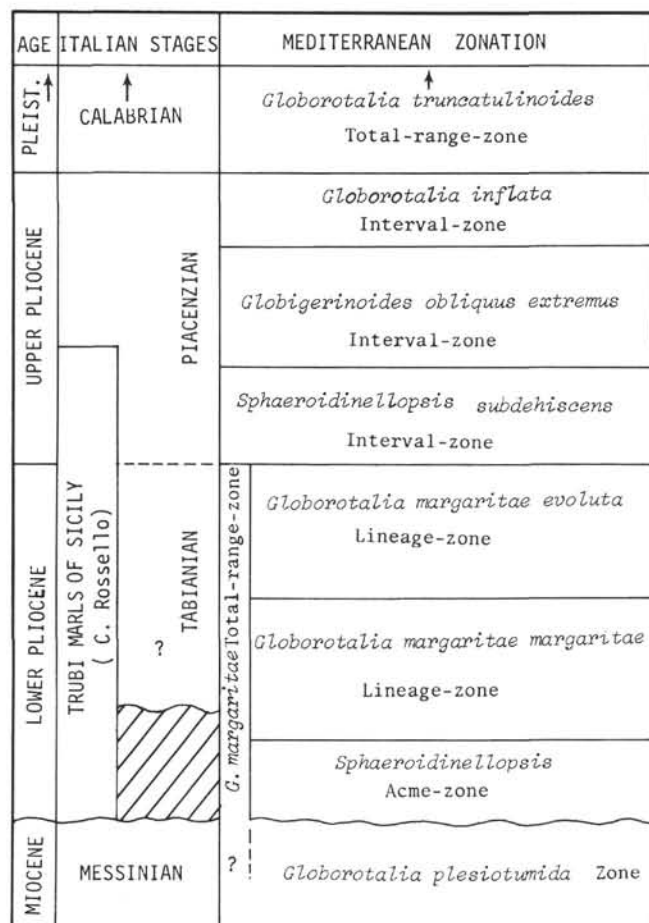 AGE
ITALIAN STAGES
MEDITERRANEAN ZONATION
PLEIST.
CALABRIAN
Globorotalia truncatulinoides
Total-range-zone
UPPER PLIOCENE
PIACENZIAN
Globorotalia inflata
Interval-zone
Globigerinoides obliquus extremus
Interval-zone
Sphaeroidinellopsis subdehiscens
Interval-zone
LOWER PLIOCENE
TRUBI MARLS OF SICILY
( C. Rossello)
TABIANIAN
?
G. margaritae Total-range-zone
Globorotalia margaritae evoluta
Lineage-zone
Globorotalia margaritae margaritae
Lineage-zone
Sphaeroidinellopsis
Acme-zone
MIOCENE
MESSINIAN
?
Globorotalia plesiotumida Zone